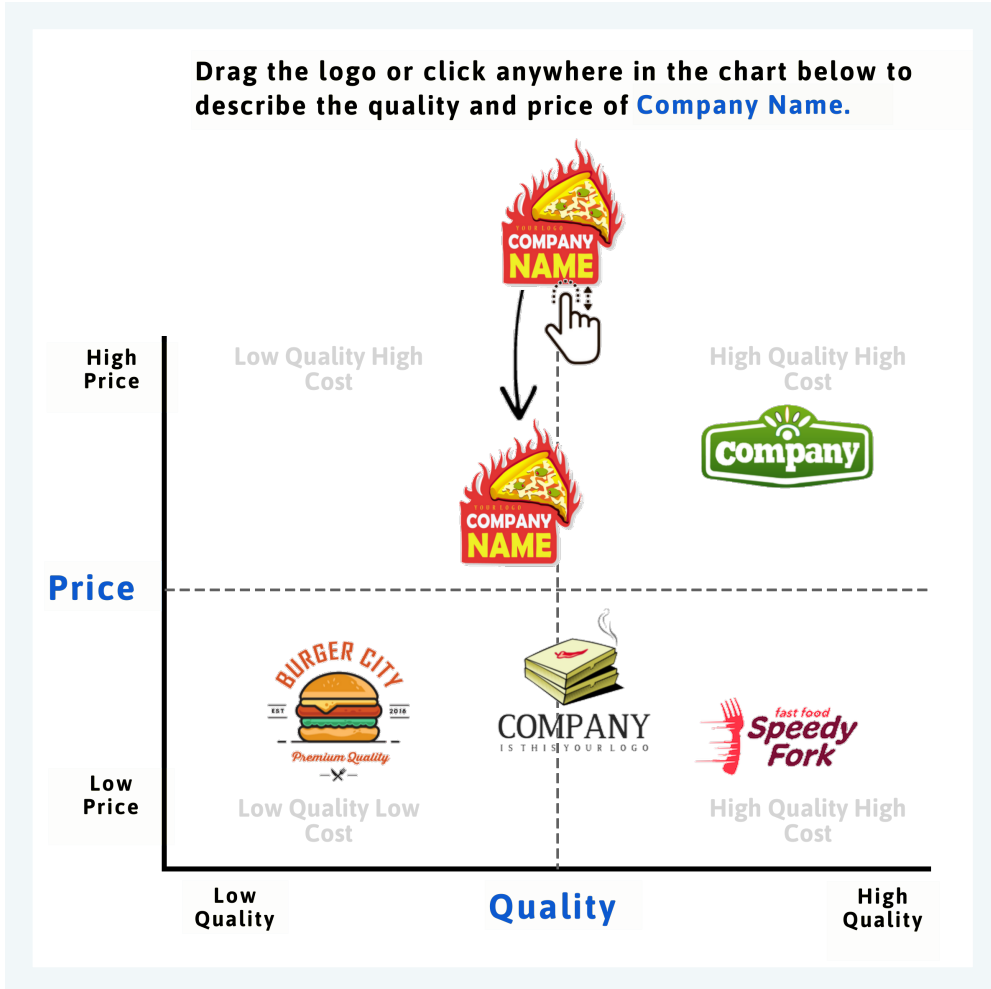 Drag the logo or click anywhere in the chart below to
describe the quality and price of Company Name.
YOUR LOGO
COMPANY
NAME
High
Price
Low Quality High
Cost
High Quality High
Cost
Company
YOUR LOGO
COMPANY
NAME
Price
BURGER CITY
EST 2018
Premium Quality
COMPANY
IS THIS YOUR LOGO
fast food
Speedy
Fork
Low
Price
Low Quality Low
Cost
High Quality High
Cost
Low
Quality
Quality
High
Quality